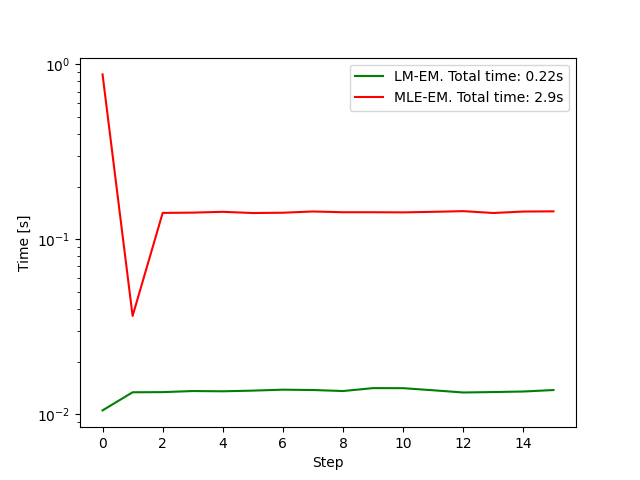 LM-EM. Total time: 0.22s
MLE-EM. Total time: 2.9s
Time [s]
10⁰
10⁻¹
10⁻²
0 2 4 6 8 10 12 14
Step